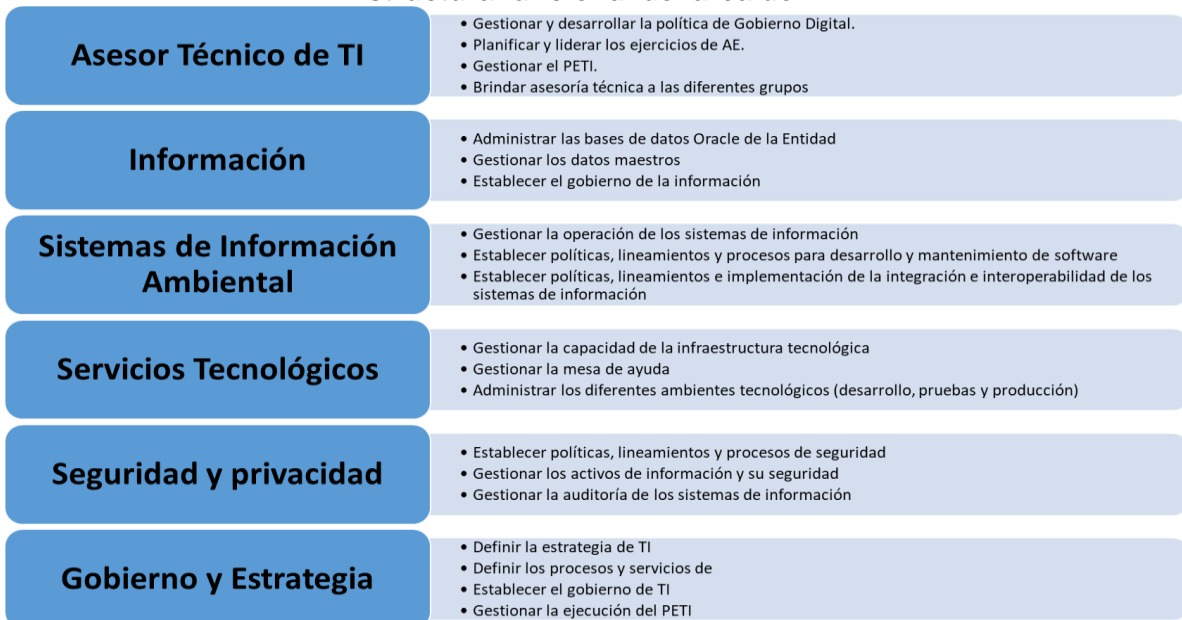 Asesor Técnico de TI
• Gestionar y desarrollar la política de Gobierno Digital.
• Planificar y liderar los ejercicios de AE.
• Gestionar el PETI.
• Brindar asesoría técnica a las diferentes grupos
Información
• Administrar las bases de datos Oracle de la Entidad
• Gestionar los datos maestros
• Establecer el gobierno de la información
Sistemas de Información
Ambiental
• Gestionar la operación de los sistemas de información
• Establecer políticas, lineamientos y procesos para desarrollo y mantenimiento de software
• Establecer políticas, lineamientos e implementación de la integración e interoperabilidad de los
sistemas de información
Servicios Tecnológicos
• Gestionar la capacidad de la infraestructura tecnológica
• Gestionar la mesa de ayuda
• Administrar los diferentes ambientes tecnológicos (desarrollo, pruebas y producción)
Seguridad y privacidad
• Establecer políticas, lineamientos y procesos de seguridad
• Gestionar los activos de información y su seguridad
• Gestionar la auditoría de los sistemas de información
Gobierno y Estrategia
• Definir la estrategia de TI
• Definir los procesos y servicios de
• Establecer el gobierno de TI
• Gestionar la ejecución del PETI